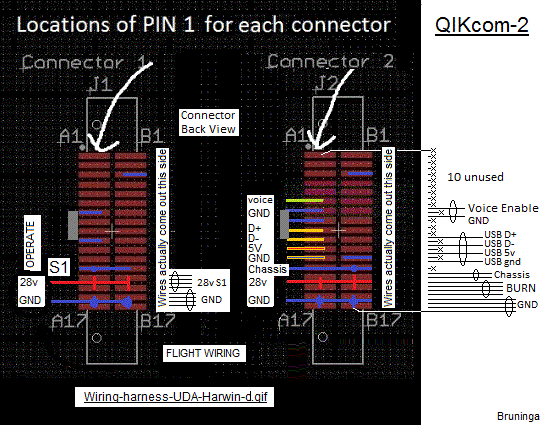 Locations of PIN 1 for each connector
QIKcom-2
Connector 1
Connector 2
J1
J2
Connector
Back View
A1
B1
A1
B1
Wires actually come out this side
Wires actually come out this side
10 unused
voice
GND
D+
D-
5V
GND
Chassis
28v
GND
OPERATE
S1
28v
GND
28v S1
GND
Voice Enable
GND
USB D+
USB D-
USB 5v
USB gnd
Chassis
BURN
GND
A17
B17
A17
B17
FLIGHT WIRING
Wiring-harness-UDA-Harwin-d.gif
Bruninga